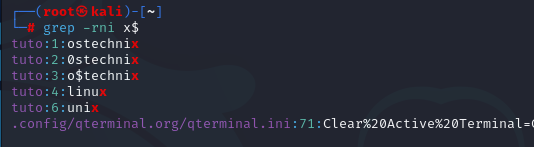 ┌──(root㉿kali)-[~]
└─# grep -rni x$
tuto:1:ostechnix
tuto:2:0stechnix
tuto:3:o$technix
tuto:4:linux
tuto:6:unix
.config/qterminal.org/qterminal.ini:71:Clear%20Active%20Terminal=